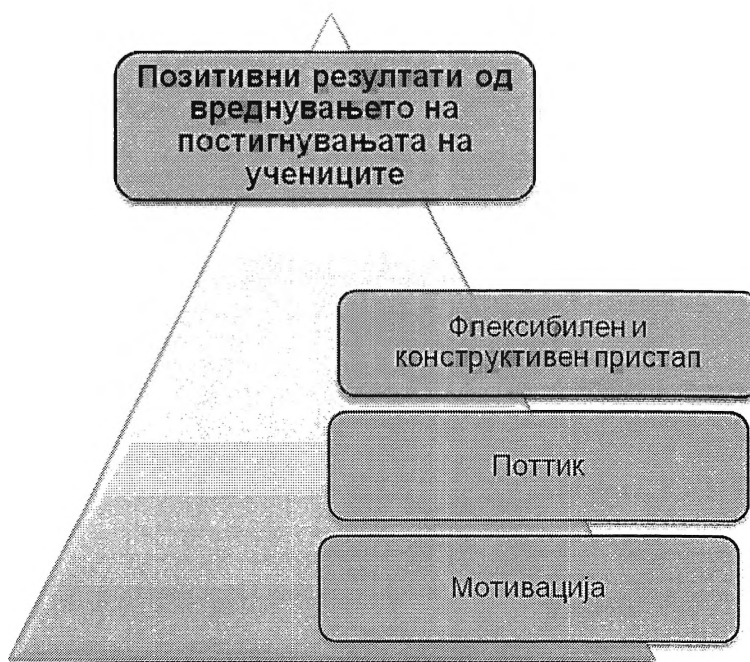 Позитивни резултати од
вреднувањето на
постигнувањата на
учениците
Флексибилен и
конструктивен пристап
Поттик
Мотивација